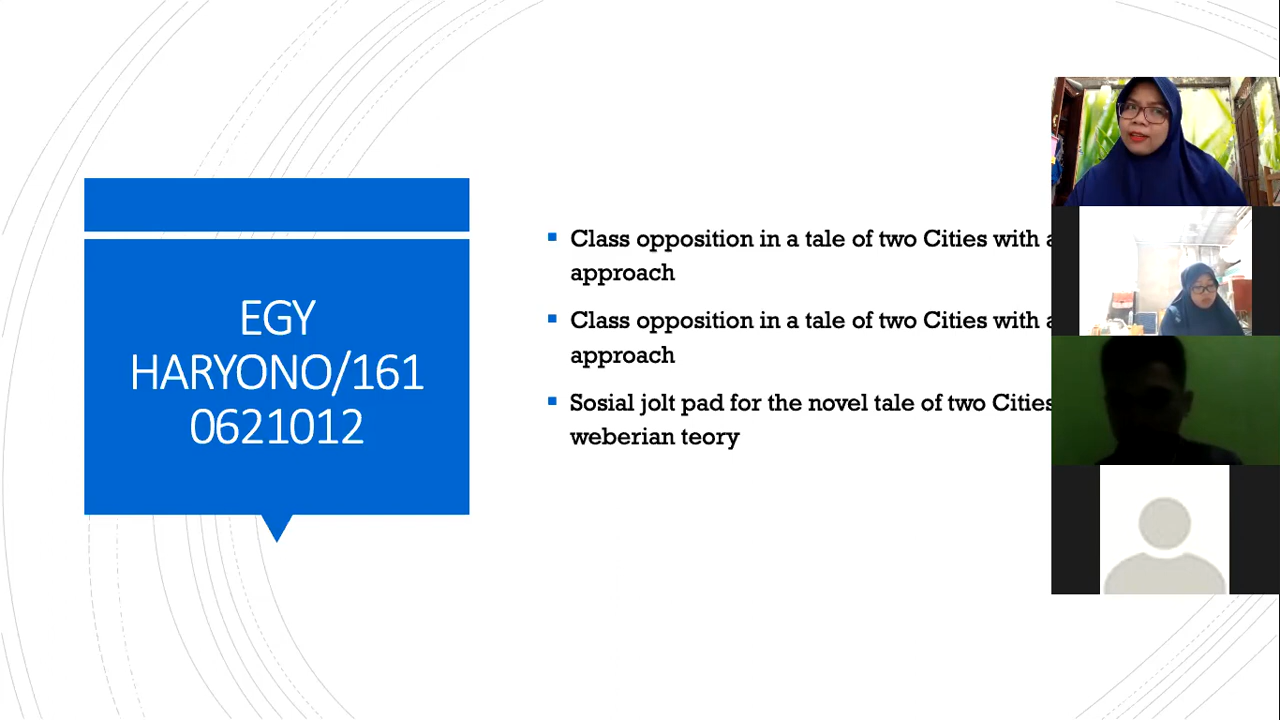 EGY
HARYONO/161
0621012
Class opposition in a tale of two Cities with a
approach
Class opposition in a tale of two Cities with a
approach
Sosial jolt pad for the novel tale of two Cities
weberian teory